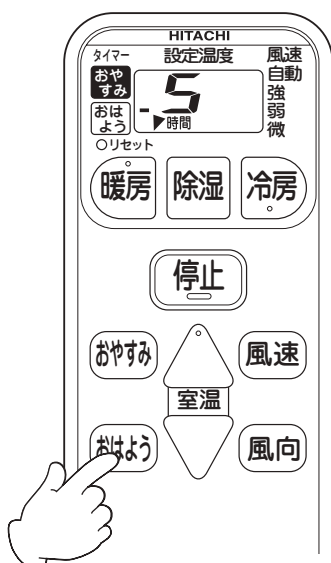 HITACHI
タイマー 設定温度 風速
おやすみ 自動
強
おはよう 5 弱
時間 微
リセット
暖房 除湿 冷房
停止
おやすみ 風速
室温
おはよう 風向